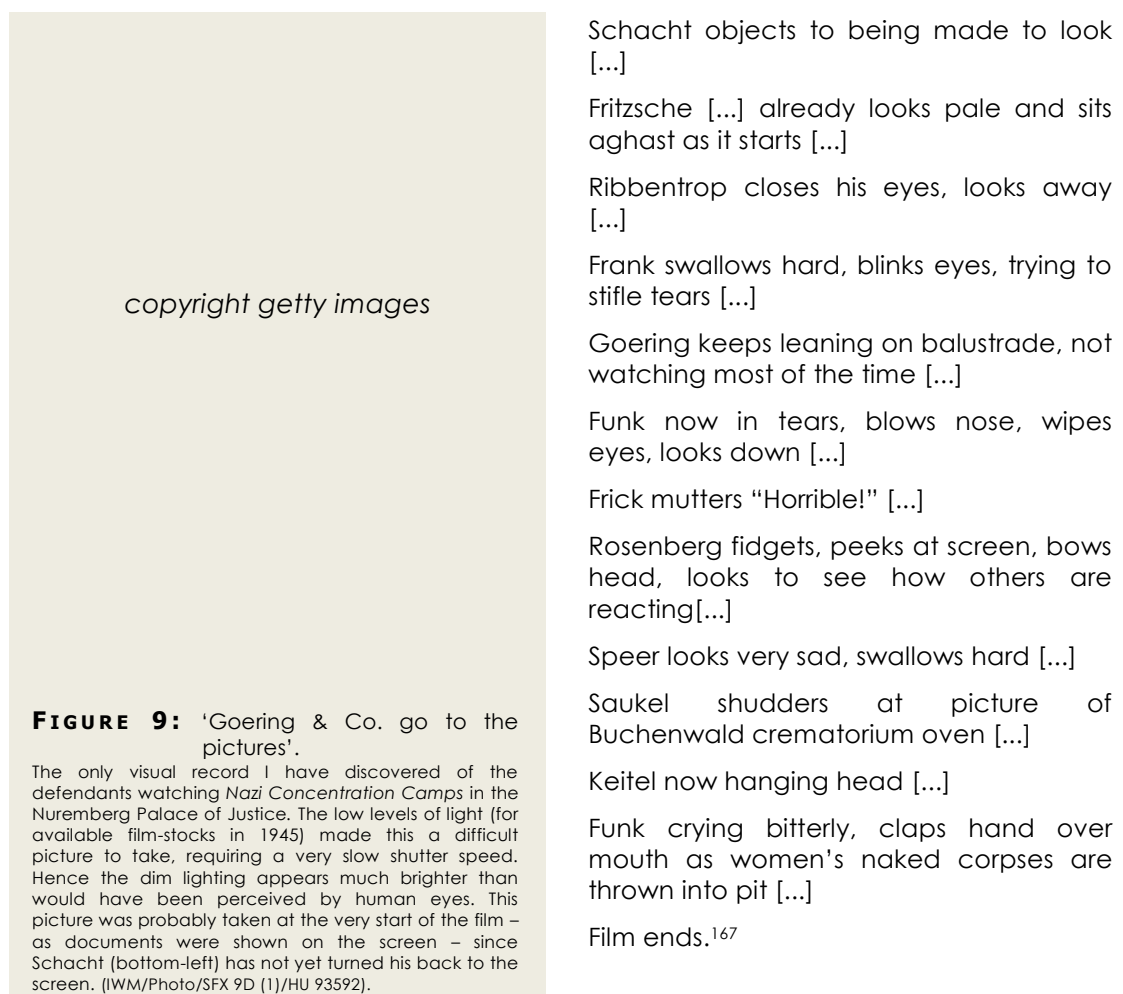 copyright getty images
FIGURE 9: ‘Goering & Co. go to the
pictures’.
The only visual record I have discovered of the
defendants watching Nazi Concentration Camps in the
Nuremberg Palace of Justice. The low levels of light (for
available film-stocks in 1945) made this a difficult
picture to take, requiring a very slow shutter speed.
Hence the dim lighting appears much brighter than
would have been perceived by human eyes. This
picture was probably taken at the very start of the film –
as documents were shown on the screen – since
Schacht (bottom-left) has not yet turned his back to the
screen. (IWM/Photo/SFX 9D (1)/HU 93592).
Schacht objects to being made to look
[...]
Fritzsche [...] already looks pale and sits
aghast as it starts [...]
Ribbentrop closes his eyes, looks away
[...]
Frank swallows hard, blinks eyes, trying to
stifle tears [...]
Goering keeps leaning on balustrade, not
watching most of the time [...]
Funk now in tears, blows nose, wipes
eyes, looks down [...]
Frick mutters “Horrible!” [...]
Rosenberg fidgets, peeks at screen, bows
head, looks to see how others are
reacting[...]
Speer looks very sad, swallows hard [...]
Saukel shudders at picture of
Buchenwald crematorium oven [...]
Keitel now hanging head [...]
Funk crying bitterly, claps hand over
mouth as women’s naked corpses are
thrown into pit [...]
Film ends.167